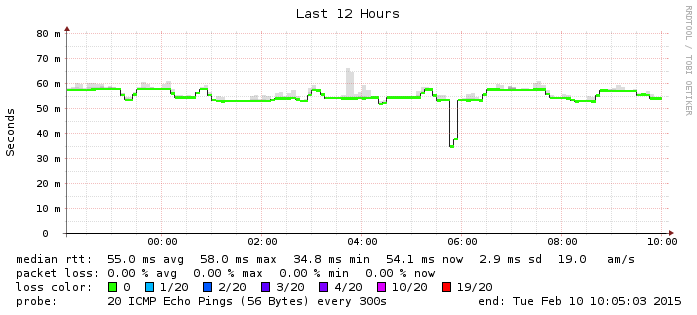 Last 12 Hours
RRDTOOL / TOBI OETIKER
Seconds
80 m
70 m
60 m
50 m
40 m
30 m
20 m
10 m
0
00:00 02:00 04:00 06:00 08:00 10:00
median rtt: 55.0 ms avg 58.0 ms max 34.8 ms min 54.1 ms now 2.9 ms sd 19.0 am/s
packet loss: 0.00 % avg 0.00 % max 0.00 % min 0.00 % now
loss color: 0 1/20 2/20 3/20 4/20 10/20 19/20
probe: 20 ICMP Echo Pings (56 Bytes) every 300s end: Tue Feb 10 10:05:03 2015